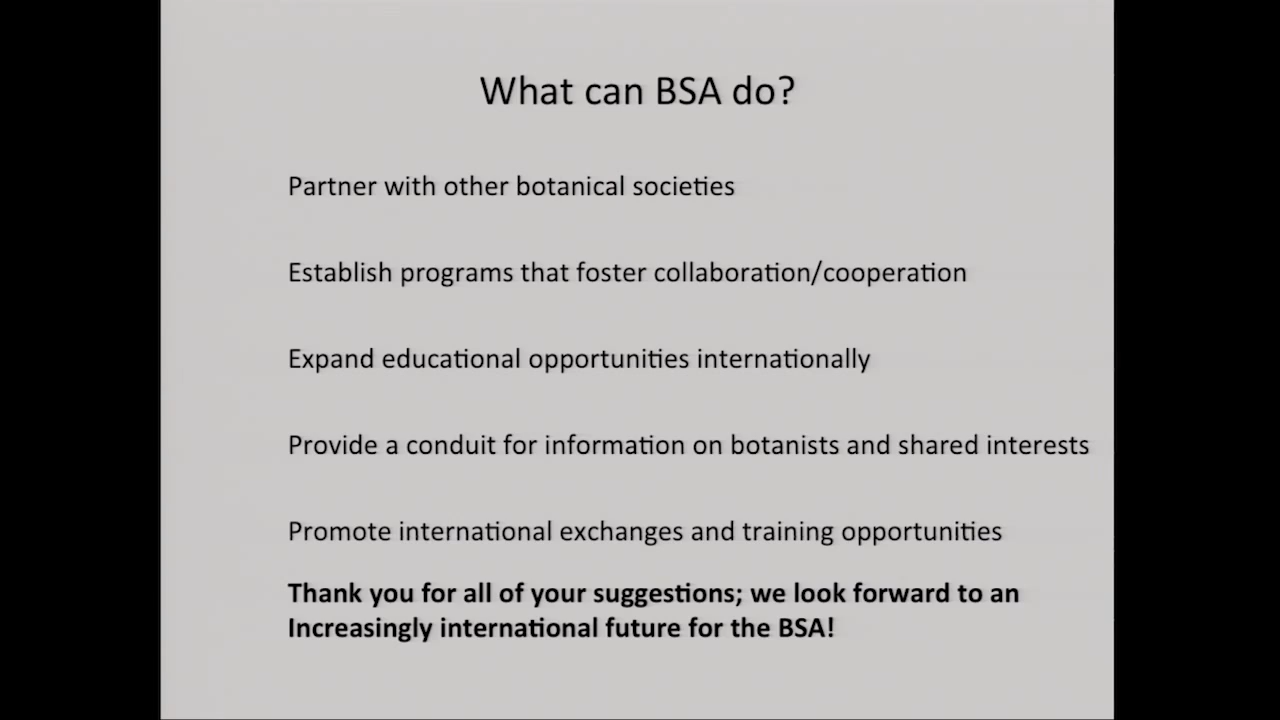 What can BSA do?
Partner with other botanical societies
Establish programs that foster collaboration/cooperation
Expand educational opportunities internationally
Provide a conduit for information on botanists and shared interests
Promote international exchanges and training opportunities
Thank you for all of your suggestions; we look forward to an
Increasingly international future for the BSA!